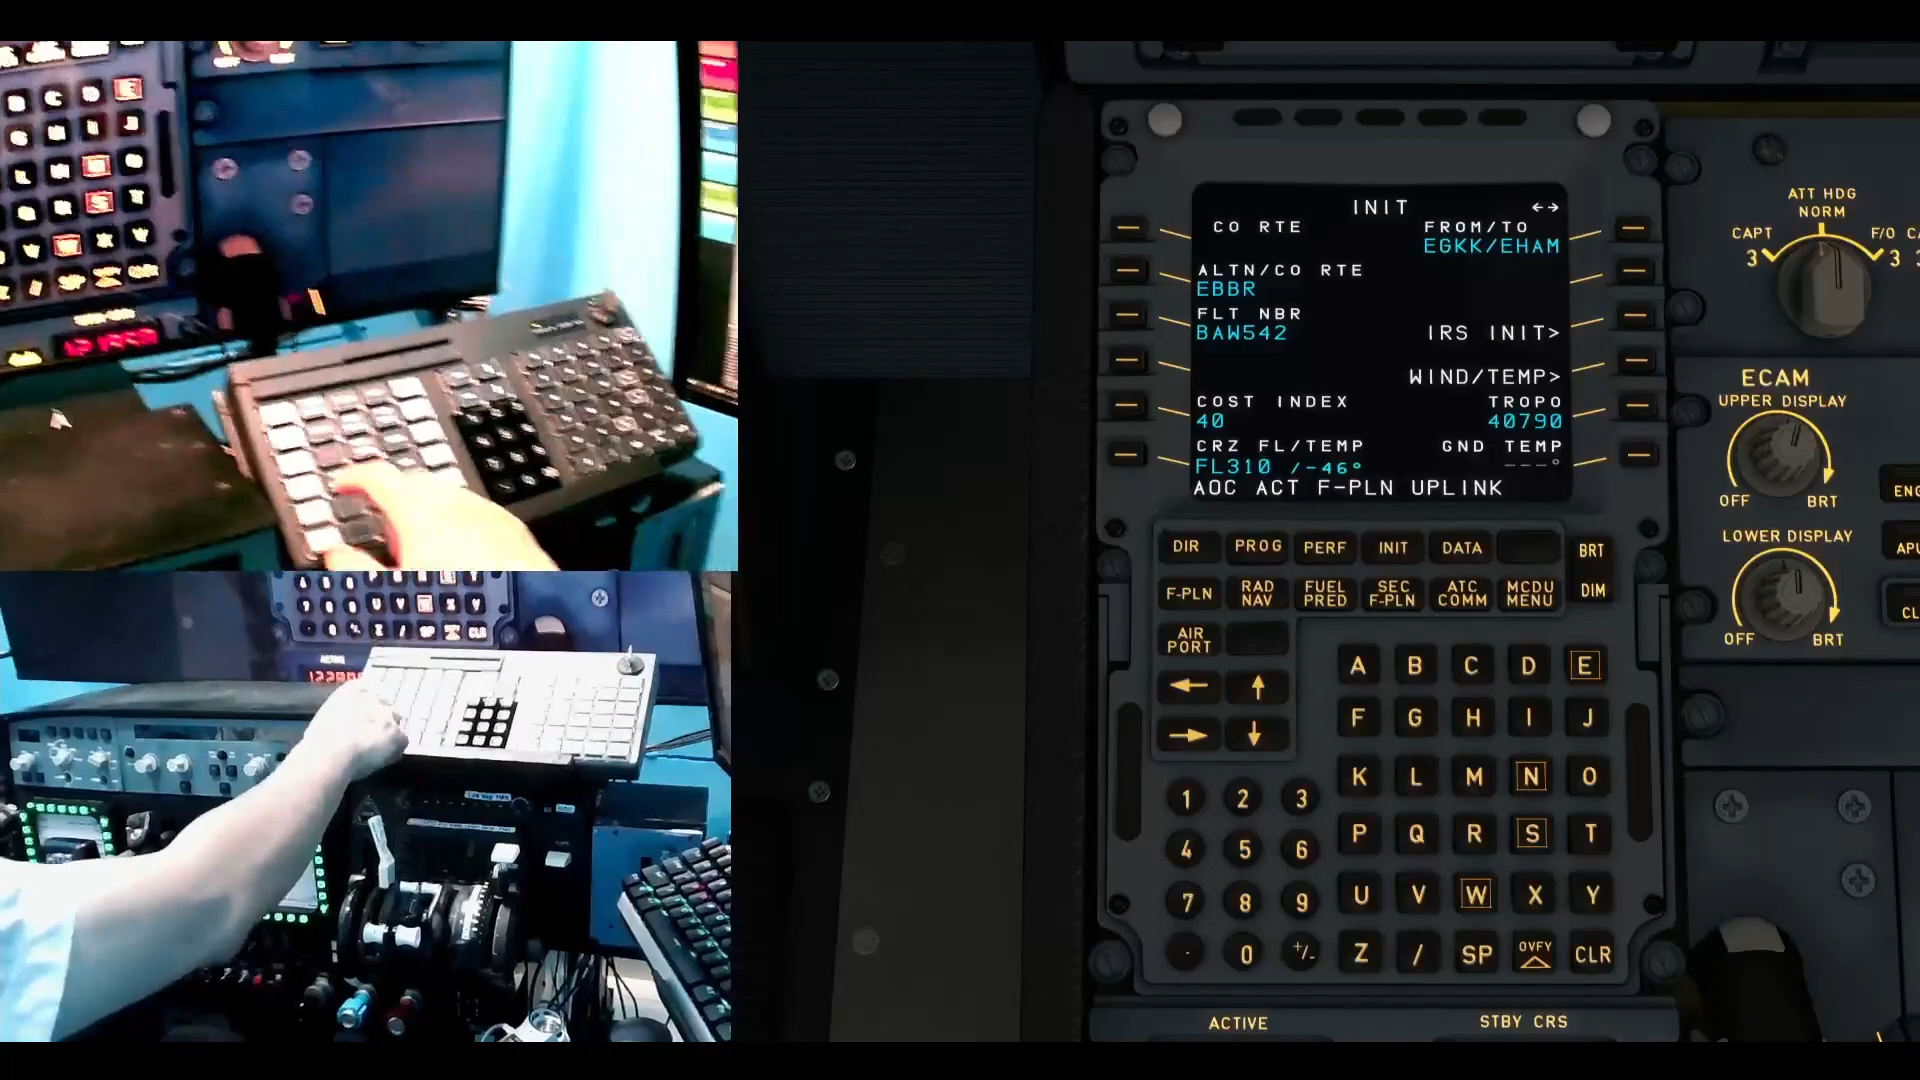 INIT ←→
CO RTE FROM/TO
EGKK/EHAM
ALTN/CO RTE
EBBR
FLT NBR
BAW542 IRS INIT>
WIND/TEMP>
COST INDEX TROPO
40 40790
CRZ FL/TEMP GND TEMP
FL310 /-46° ---°
AOC ACT F-PLN UPLINK
DIR PROG PERF INIT DATA BRT
F-PLN RAD NAV FUEL PRED SEC F-PLN ATC COMM MCDU MENU DIM
AIR PORT
← ↑
→ ↓
A B C D E
F G H I J
K L M N O
P Q R S T
U V W X Y
Z / SP OVFY CLR
1 2 3
4 5 6
7 8 9
. 0 +/-
ACTIVE STBY CRS
ATT HDG
NORM
CAPT F/O
3 3
ECAM
UPPER DISPLAY
OFF BRT
LOWER DISPLAY
OFF BRT
ENG
APU
CL